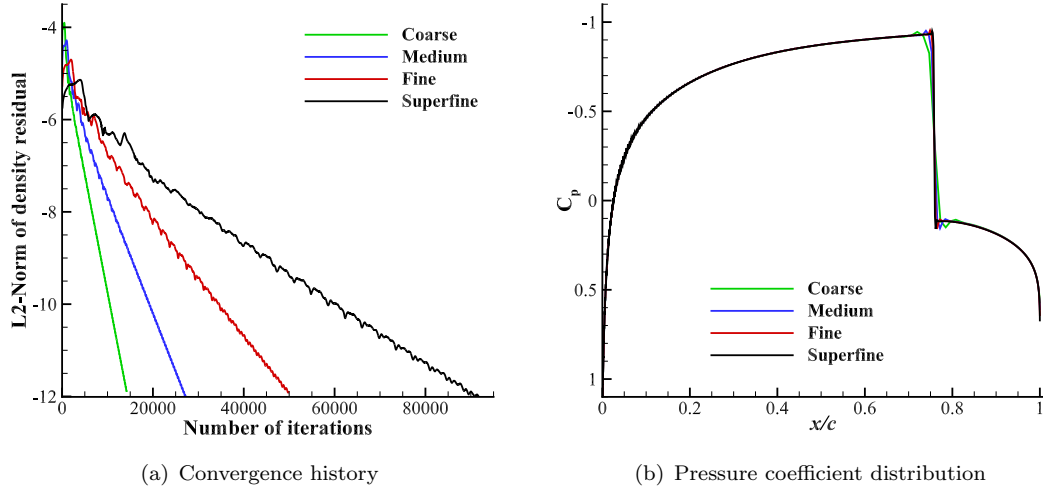 L2-Norm of density residual
-4
-6
-8
-10
-12
0
20000
40000
60000
80000
Number of iterations
Coarse
Medium
Fine
Superfine
(a) Convergence history
Cp
-1
-0.5
0
0.5
1
0
0.2
0.4
0.6
0.8
1
x/c
Coarse
Medium
Fine
Superfine
(b) Pressure coefficient distribution